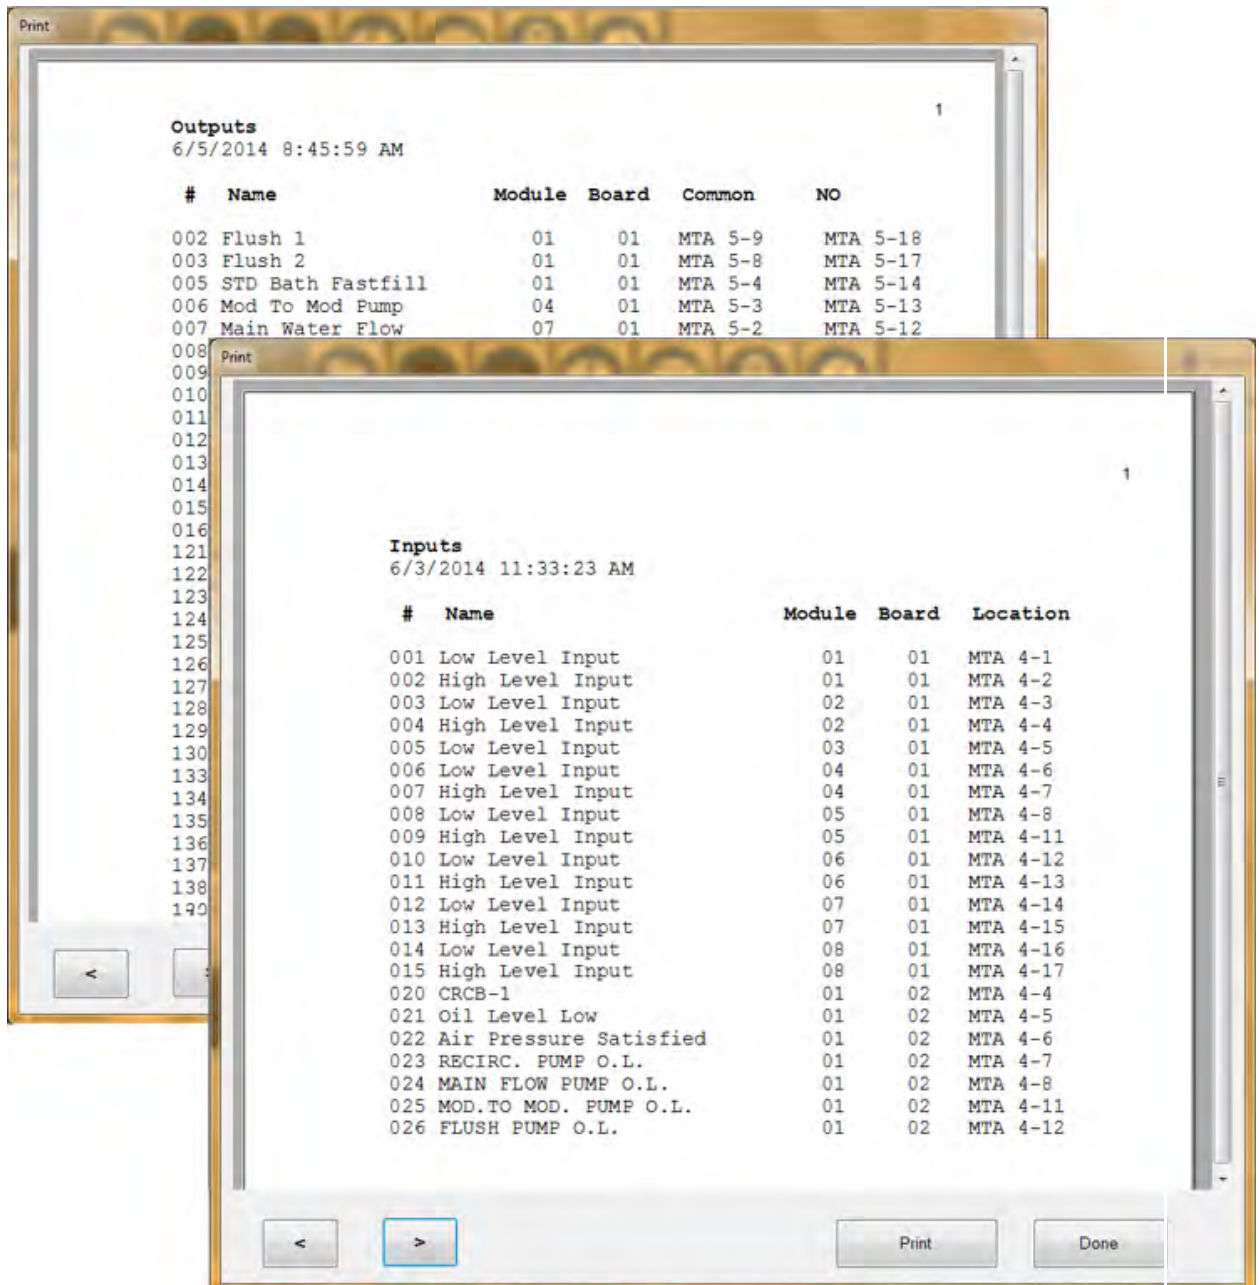 Print
1
Outputs
6/5/2014 8:45:59 AM
# Name Module Board Common NO
002 Flush 1 01 01 MTA 5-9 MTA 5-18
003 Flush 2 01 01 MTA 5-8 MTA 5-17
005 STD Bath Fastfill 01 01 MTA 5-4 MTA 5-14
006 Mod To Mod Pump 04 01 MTA 5-3 MTA 5-13
007 Main Water Flow 07 01 MTA 5-2 MTA 5-12
008
009
010
011
012
013
014
015
016
121
122
123
124
125
126
127
128
129
130
133
134
135
136
137
138
<
Print
1
Inputs
6/3/2014 11:33:23 AM
# Name Module Board Location
001 Low Level Input 01 01 MTA 4-1
002 High Level Input 01 01 MTA 4-2
003 Low Level Input 02 01 MTA 4-3
004 High Level Input 02 01 MTA 4-4
005 Low Level Input 03 01 MTA 4-5
006 Low Level Input 04 01 MTA 4-6
007 High Level Input 04 01 MTA 4-7
008 Low Level Input 05 01 MTA 4-8
009 High Level Input 05 01 MTA 4-11
010 Low Level Input 06 01 MTA 4-12
011 High Level Input 06 01 MTA 4-13
012 Low Level Input 07 01 MTA 4-14
013 High Level Input 07 01 MTA 4-15
014 Low Level Input 08 01 MTA 4-16
015 High Level Input 08 01 MTA 4-17
020 CRCB-1 01 02 MTA 4-4
021 Oil Level Low 01 02 MTA 4-5
022 Air Pressure Satisfied 01 02 MTA 4-6
023 RECIRC. PUMP O.L. 01 02 MTA 4-7
024 MAIN FLOW PUMP O.L. 01 02 MTA 4-8
025 MOD.TO MOD. PUMP O.L. 01 02 MTA 4-11
026 FLUSH PUMP O.L. 01 02 MTA 4-12
< > Print Done